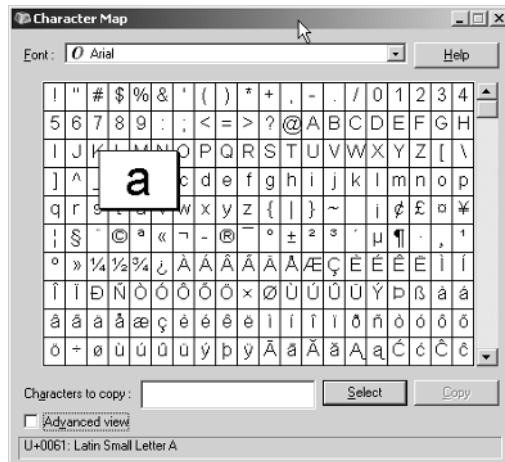 Character Map
Font : O Arial Help
! " # $ % & ' ( ) * + , - . / 0 1 2 3 4
5 6 7 8 9 : ; < = > ? @ A B C D E F G H
I J K L M N O P Q R S T U V W X Y Z [ \
] ^ _ a c d e f g h i j k l m n o p
q r s t u v w x y z { | } ~ ¡ ¢ £ ¤ ¥
¦ § ¨ © ª « ¬ - ® ¯ ° ± ² ³ ´ µ ¶ · ¸ ¹
º » ¼ ½ ¾ ¿ À Á Â Ã Ä Å Æ Ç È É Ê Ë Ì Í
Î Ï Ð Ñ Ò Ó Ô Õ Ö × Ø Ù Ú Û Ü Ý Þ ß à á
â ã ä å æ ç è é ê ë ì í î ï ð ñ ò ó ô õ
ö ÷ ø ù ú û ü ý þ ÿ Ā ā Ă ă Ą ą Ć ć Ĉ ĉ
Characters to copy : Select Copy
Advanced view
U+0061: Latin Small Letter A